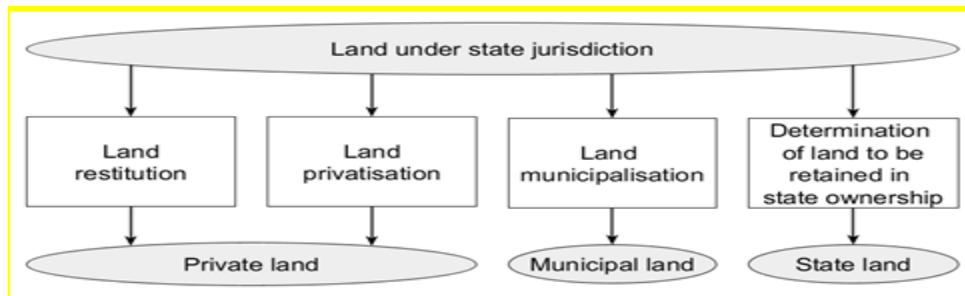 Land under state jurisdiction
Land
restitution
Land
privatisation
Land
municipalisation
Determination
of land to be
retained in
state ownership
Private land
Municipal land
State land